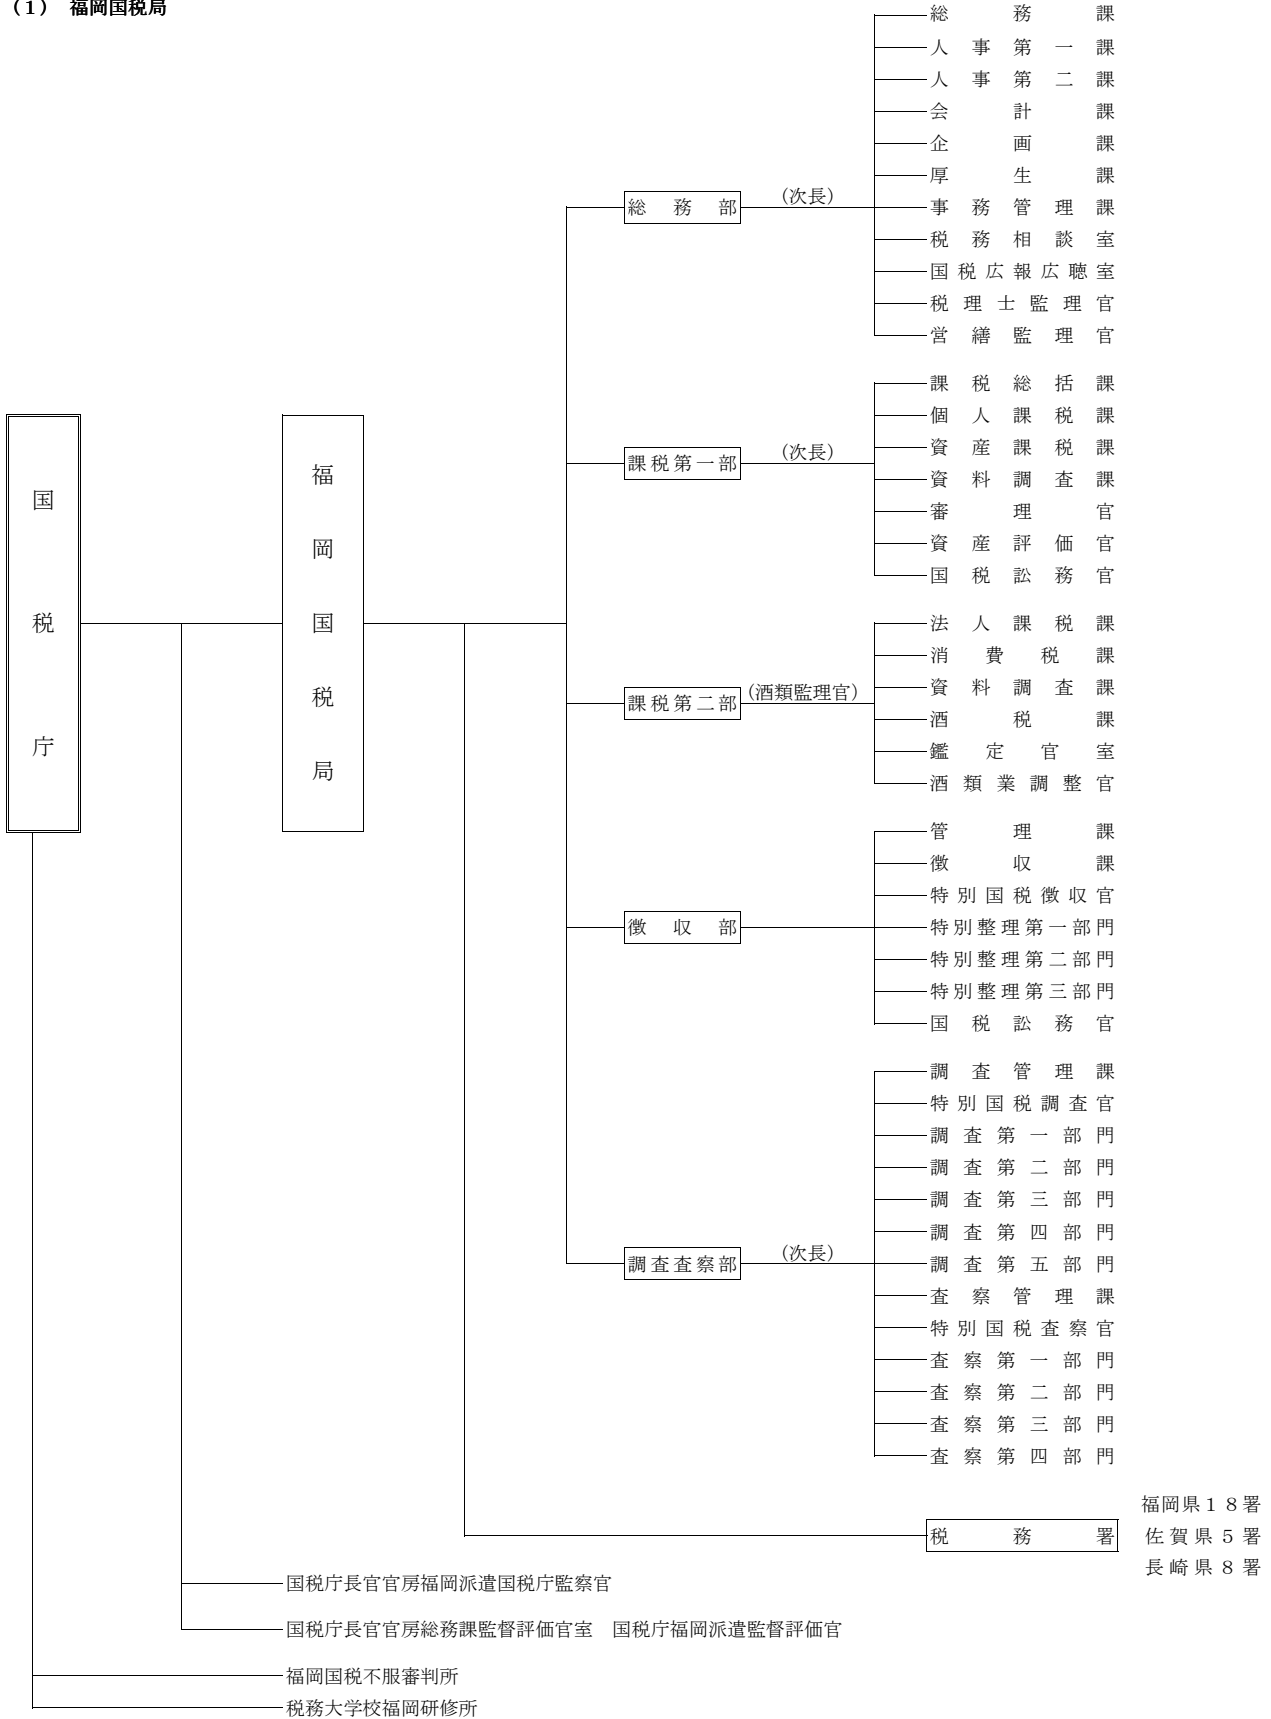 （１） 福岡国税局
国税庁
福岡国税局
総務部
（次長）
総務課
人事第一課
人事第二課
会計課
企画課
厚生課
事務管理課
税務相談室
国税広報広聴室
税理士監理官
営繕監理官
課税第一部
（次長）
課税総括課
個人課税課
資産課税課
資料調査課
審理官
資産評価官
国税訟務官
課税第二部
（酒類監理官）
法人課税課
消費税課
資料調査課
酒税課
鑑定官室
酒類業調整官
徴収部
管理課
徴収課
特別国税徴収官
特別整理第一部門
特別整理第二部門
特別整理第三部門
国税訟務官
調査査察部
（次長）
調査管理課
特別国税調査官
調査第一部門
調査第二部門
調査第三部門
調査第四部門
調査第五部門
査察管理課
特別国税査察官
査察第一部門
査察第二部門
査察第三部門
査察第四部門
税務署
福岡県１８署
佐賀県５署
長崎県８署
国税庁長官官房福岡派遣国税庁監察官
国税庁長官官房総務課監督評価官室　国税庁福岡派遣監督評価官
福岡国税不服審判所
税務大学校福岡研修所